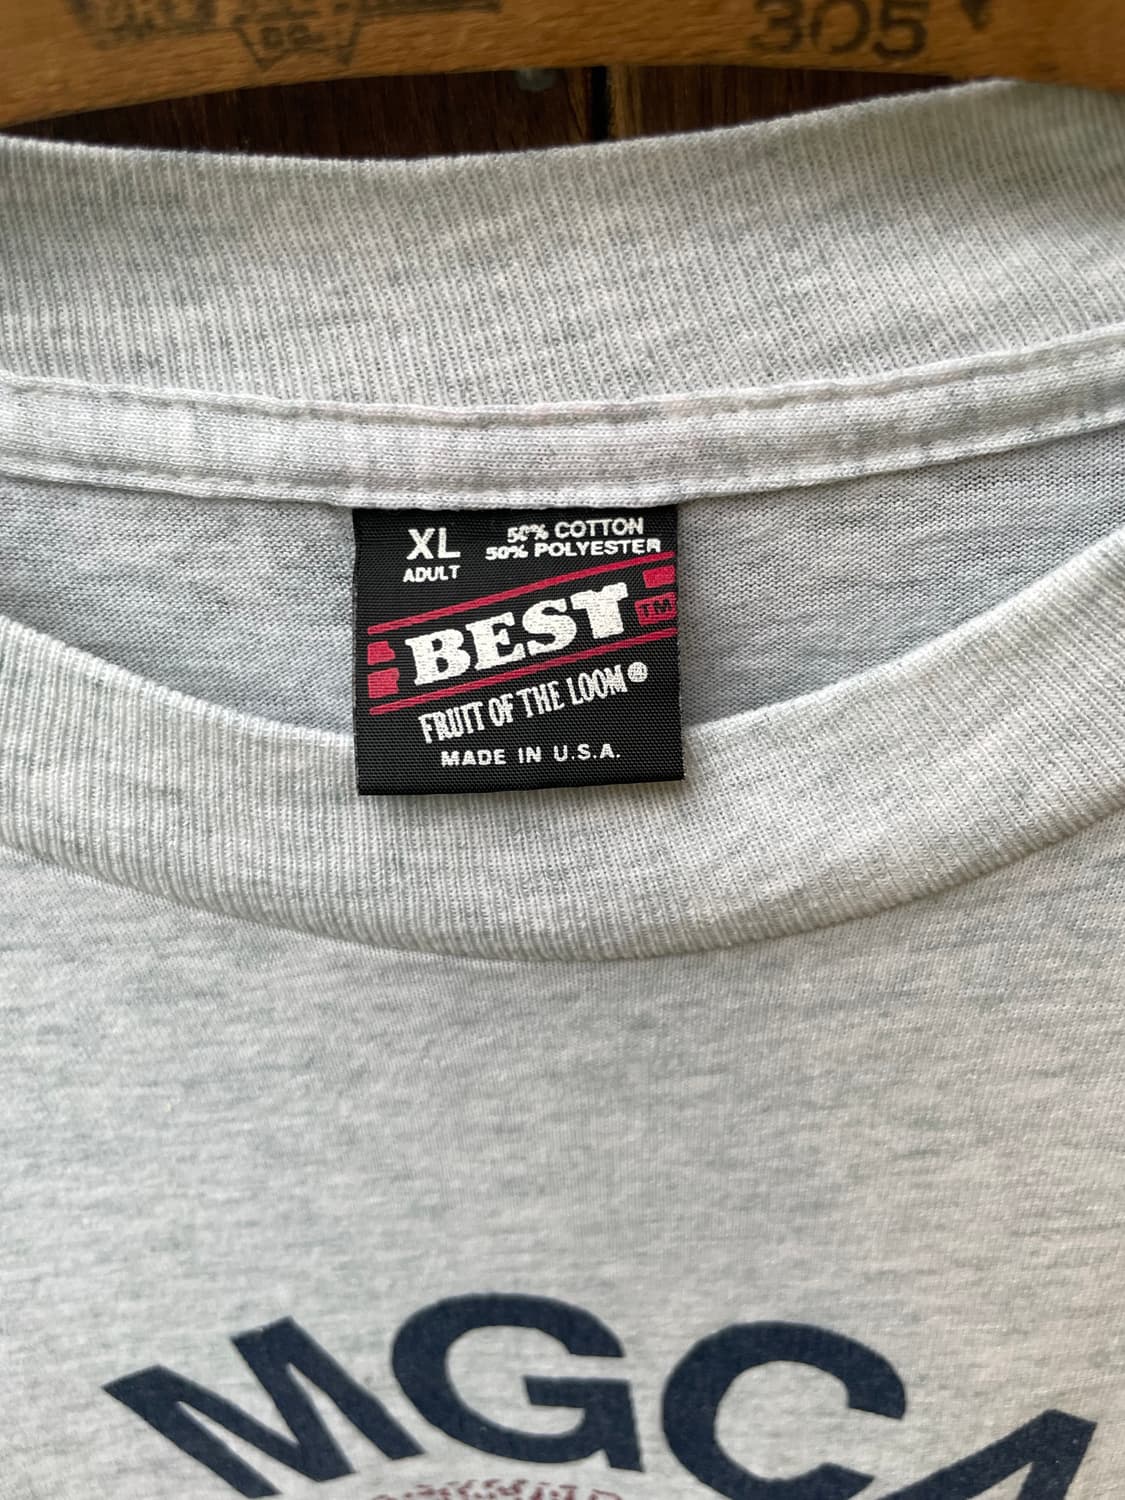 305
XL
ADULT
50% COTTON
50% POLYESTER
BEST
TM
FRUIT OF THE LOOM®
MADE IN U.S.A.
MGCA